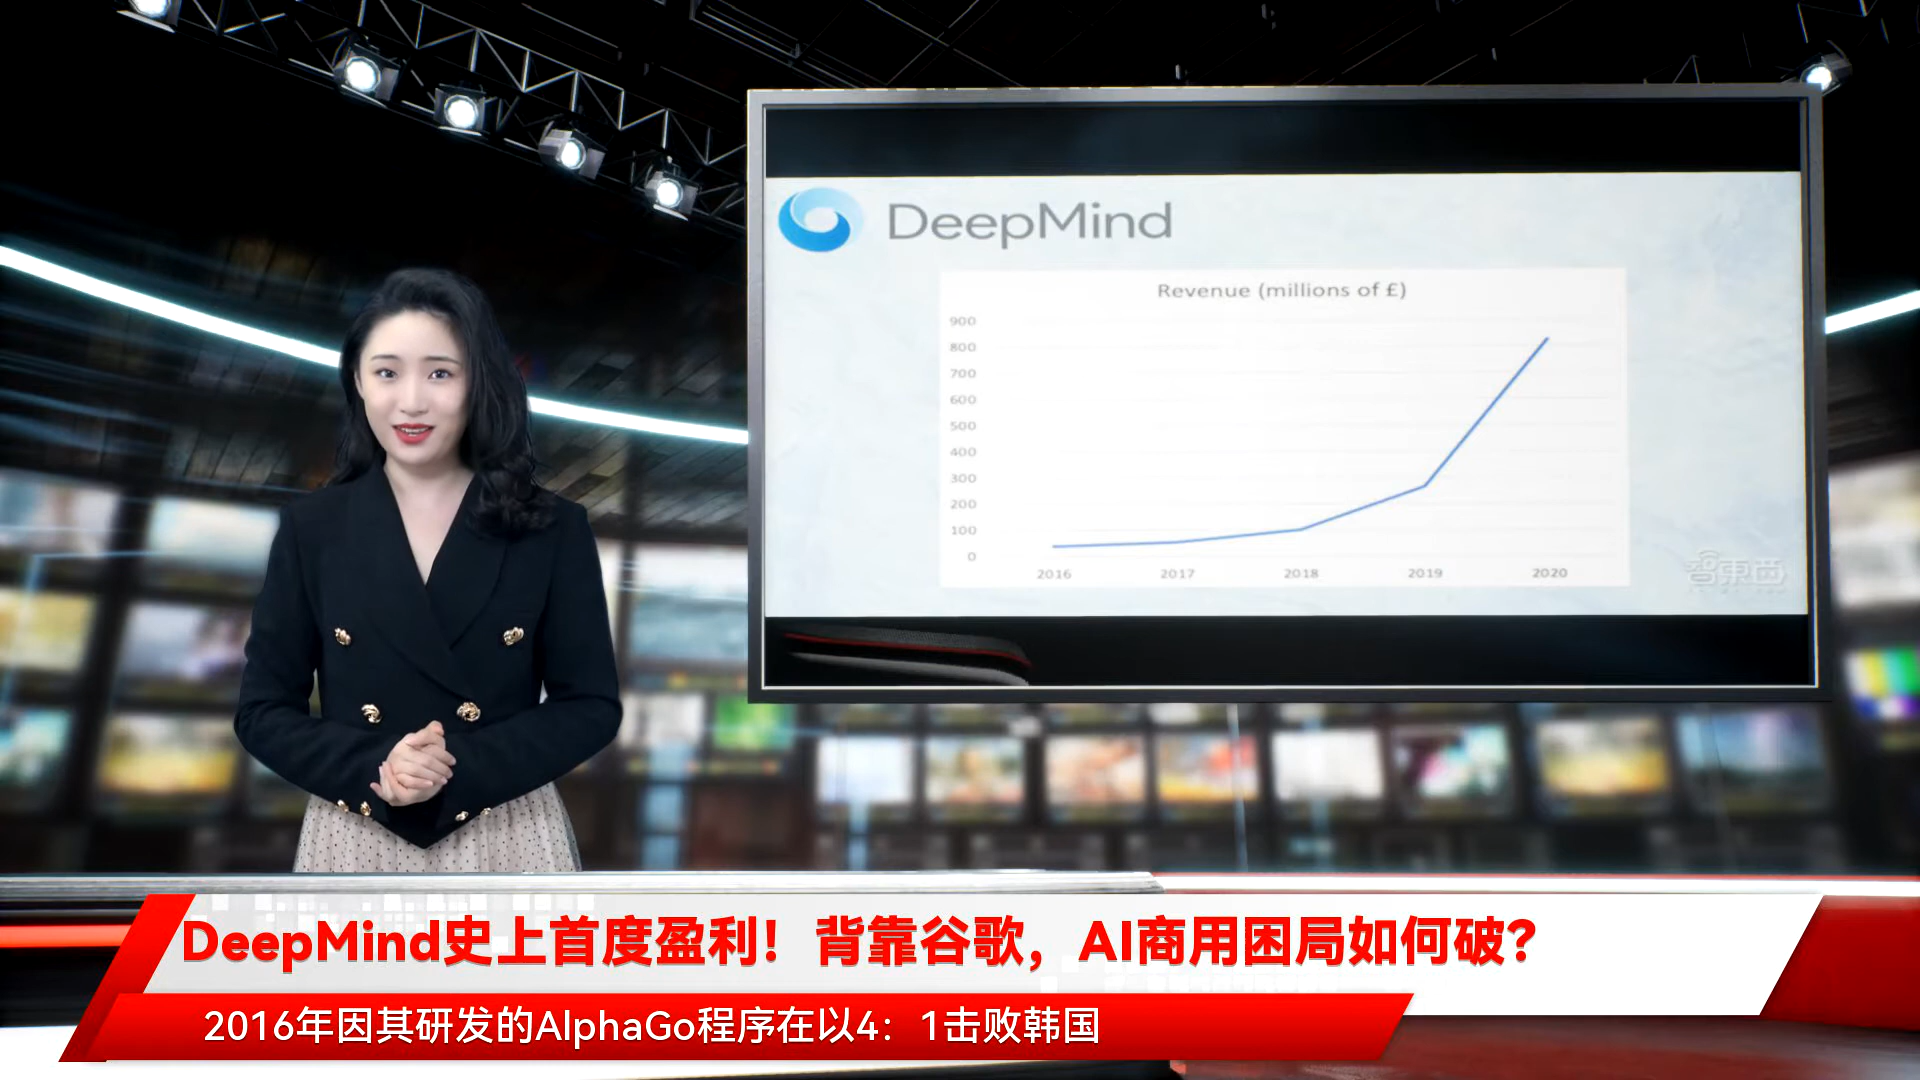 DeepMind
Revenue (millions of £)
900
800
700
600
500
400
300
200
100
0
2016 2017 2018 2019 2020
智東西
DeepMind史上首度盈利！背靠谷歌，AI商用困局如何破？
2016年因其研发的AlphaGo程序在以4：1击败韩国